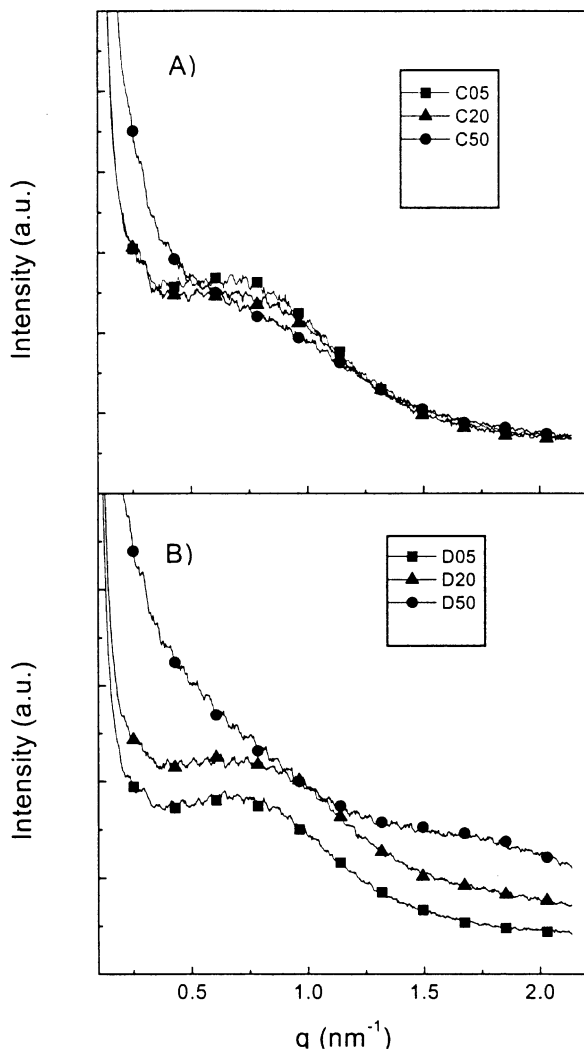 A)
C05
C20
C50
Intensity (a.u.)
B)
D05
D20
D50
Intensity (a.u.)
0.5 1.0 1.5 2.0
q (nm⁻¹)